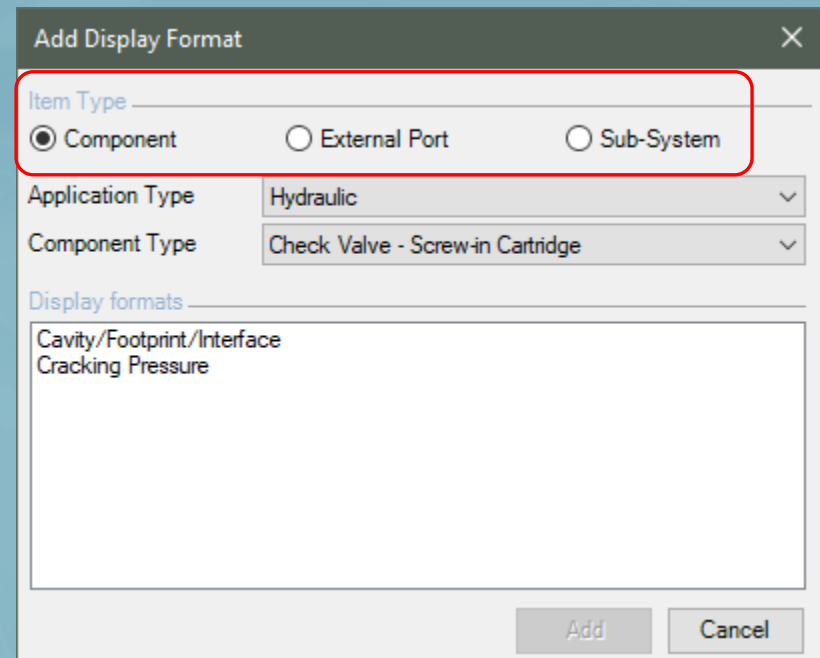 Add Display Format
Item Type
Component External Port Sub-System
Application Type Hydraulic
Component Type Check Valve - Screw-in Cartridge
Display formats
Cavity/Footprint/Interface
Cracking Pressure
Add Cancel